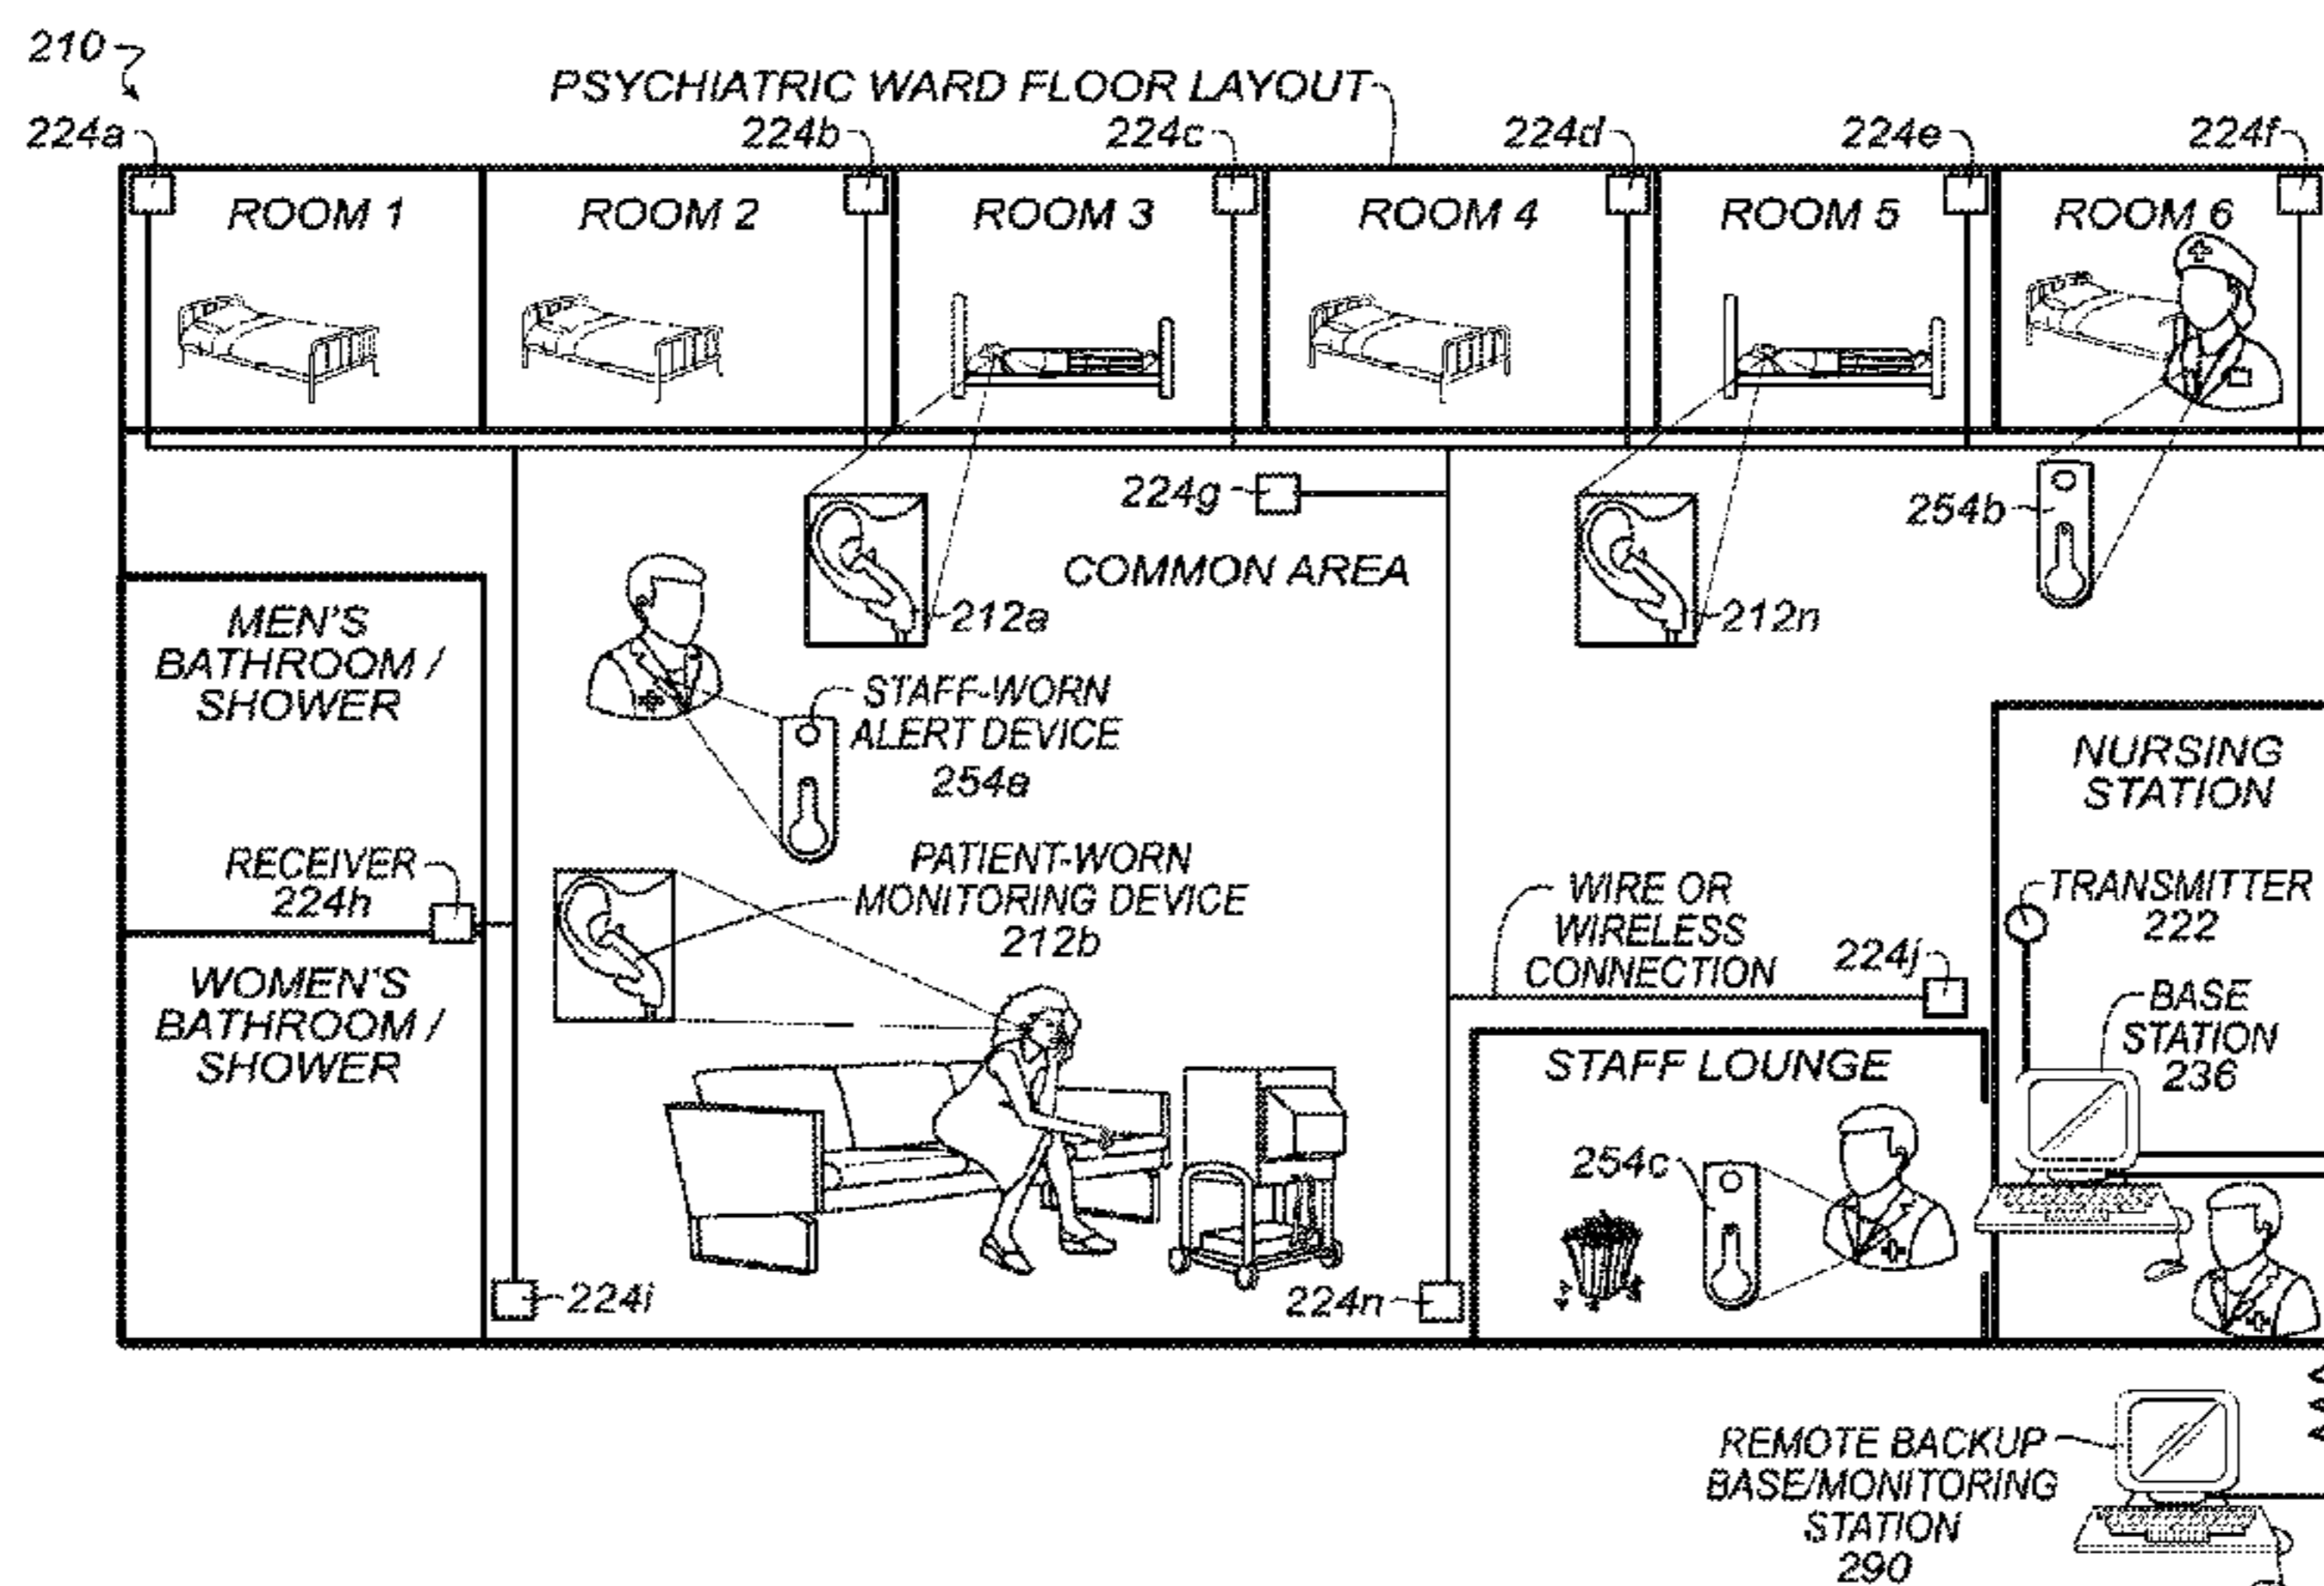 210
PSYCHIATRIC WARD FLOOR LAYOUT
224a
224b
224c
224d
224e
224f
ROOM 1
ROOM 2
ROOM 3
ROOM 4
ROOM 5
ROOM 6
224g
254b
COMMON AREA
212a
212n
MEN'S
BATHROOM /
SHOWER
STAFF-WORN
ALERT DEVICE
254a
NURSING
STATION
RECEIVER
224h
PATIENT-WORN
MONITORING DEVICE
212b
WIRE OR
WIRELESS
CONNECTION
224j
TRANSMITTER
222
WOMEN'S
BATHROOM /
SHOWER
BASE
STATION
236
STAFF LOUNGE
254c
224i
224n
REMOTE BACKUP
BASE/MONITORING
STATION
290